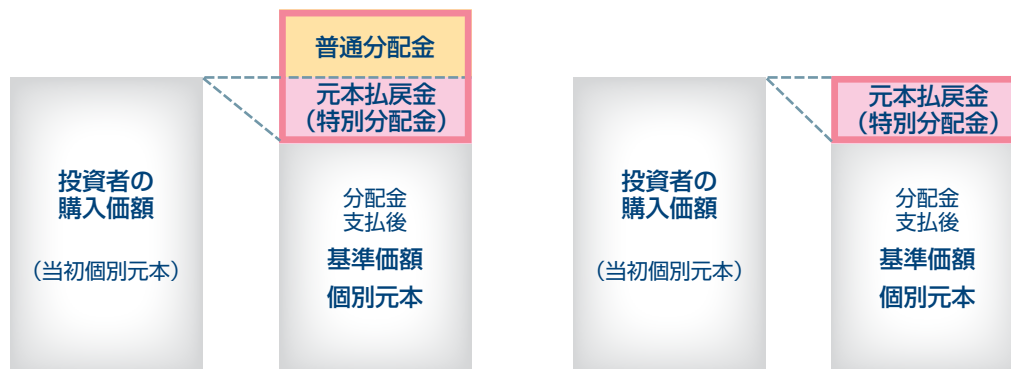 普通分配金
元本払戻金
（特別分配金）
投資者の
購入価額
（当初個別元本）
分配金
支払後
基準価額
個別元本
元本払戻金
（特別分配金）
投資者の
購入価額
（当初個別元本）
分配金
支払後
基準価額
個別元本